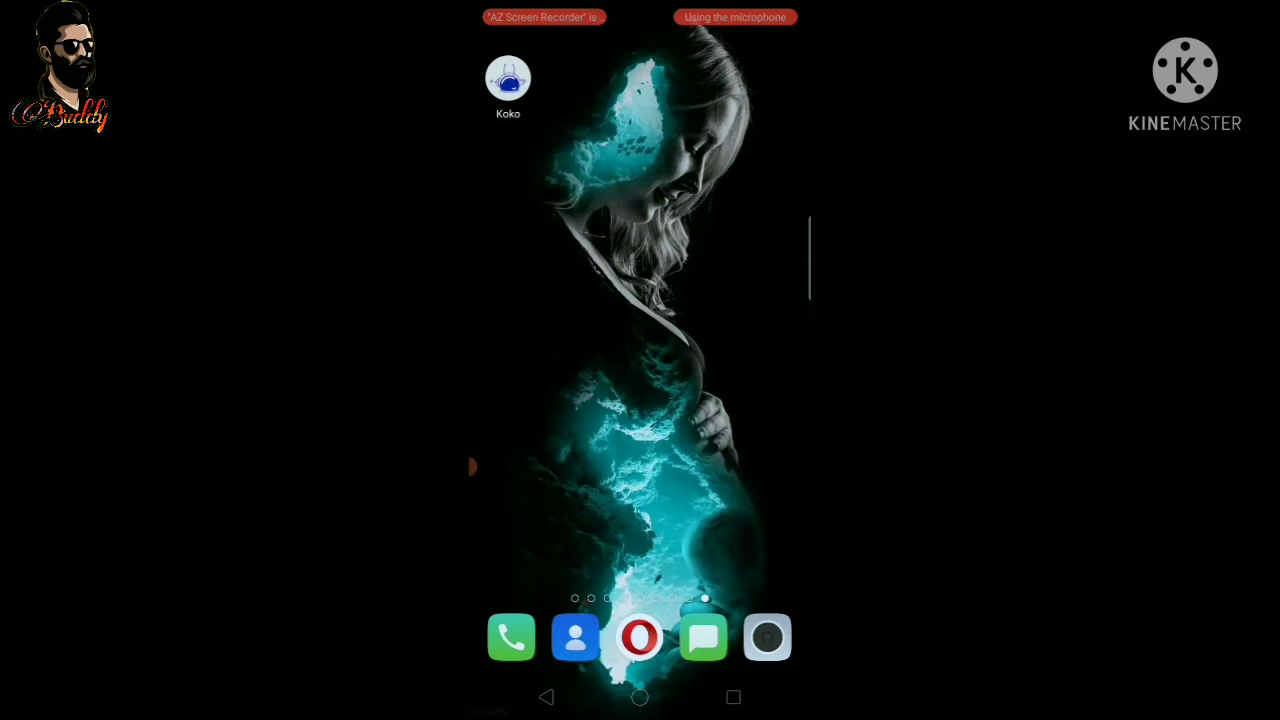 "AZ Screen Recorder" is ...
Using the microphone
Buddy
KINEMASTER
Koko